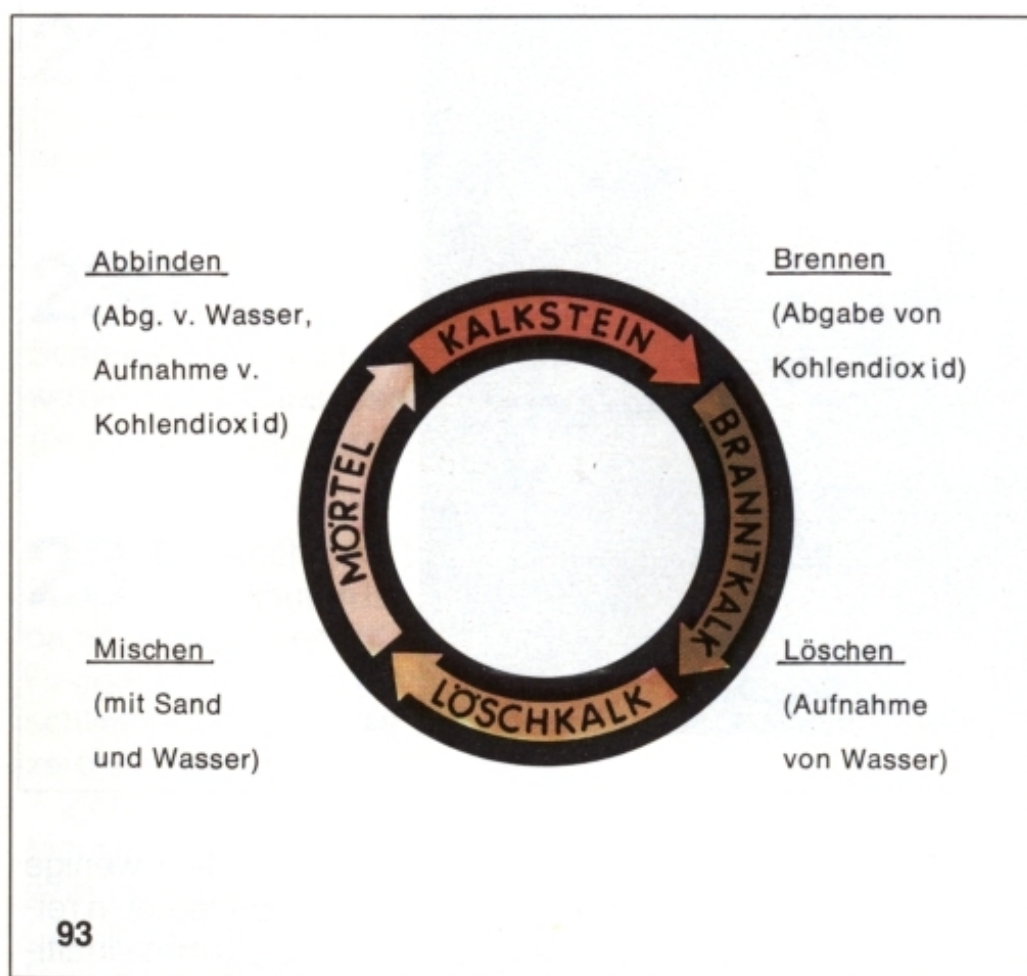 Abbinden
(Abg. v. Wasser,
Aufnahme v.
Kohlendioxid)
Brennen
(Abgabe von
Kohlendioxid)
KALKSTEIN
BRANNTKALK
LÖSCHKALK
MÖRTEL
Mischen
(mit Sand
und Wasser)
Löschen
(Aufnahme
von Wasser)
93